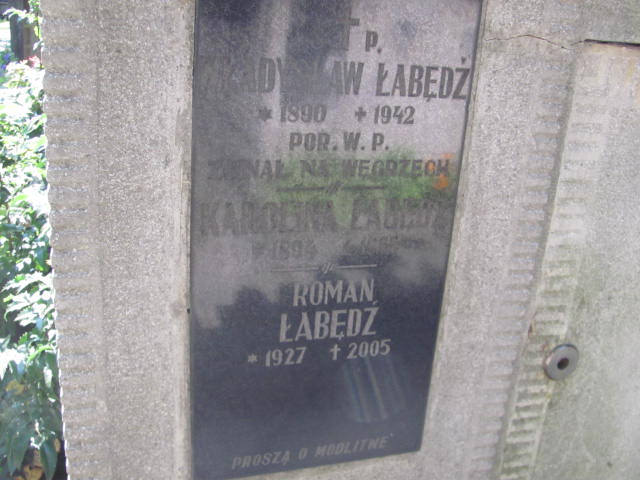 † P.
WŁADYSŁAW ŁABĘDŹ
* 1890 + 1942
POR. W. P.
ZGINĄŁ NA WĘGRZECH
KAROLINA ŁABĘDŹ
ROMAN
ŁABĘDŹ
* 1927 † 2005
PROSZĄ O MODLITWĘ